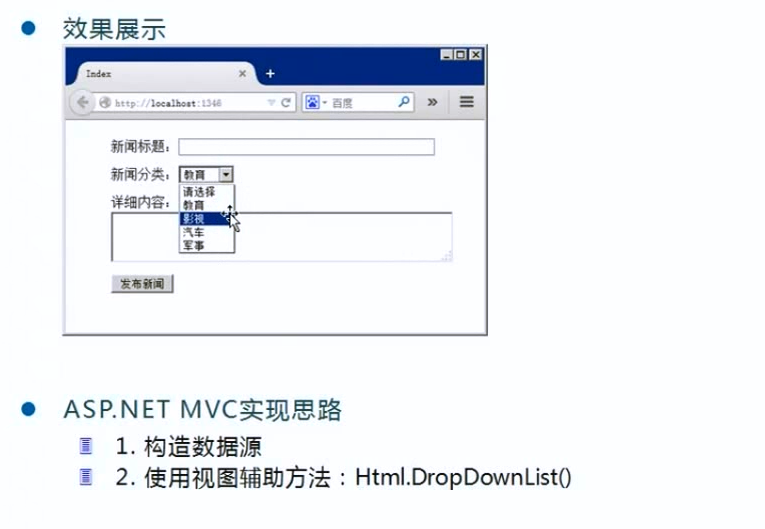 效果展示
Index
http://localhost:1346
百度
新闻标题：
新闻分类：教育
请选择
详细内容：教育
影视
汽车
军事
发布新闻
ASP.NET MVC实现思路
1. 构造数据源
2. 使用视图辅助方法：Html.DropDownList()